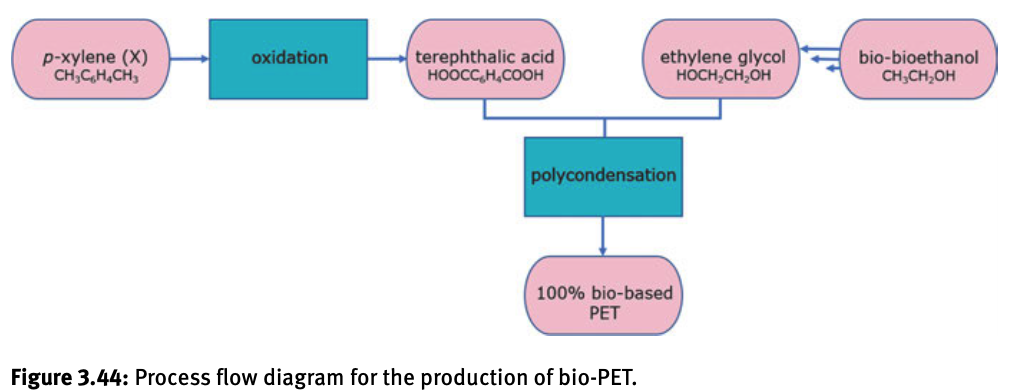 p-xylene (X)
CH₃C₆H₄CH₃
oxidation
terephthalic acid
HOOCC₆H₄COOH
ethylene glycol
HOCH₂CH₂OH
bio-bioethanol
CH₃CH₂OH
polycondensation
100% bio-based
PET
Figure 3.44: Process flow diagram for the production of bio-PET.